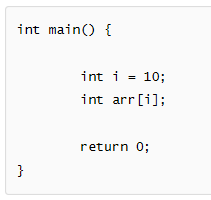 int main() {
int i = 10;
int arr[i];
return 0;
}